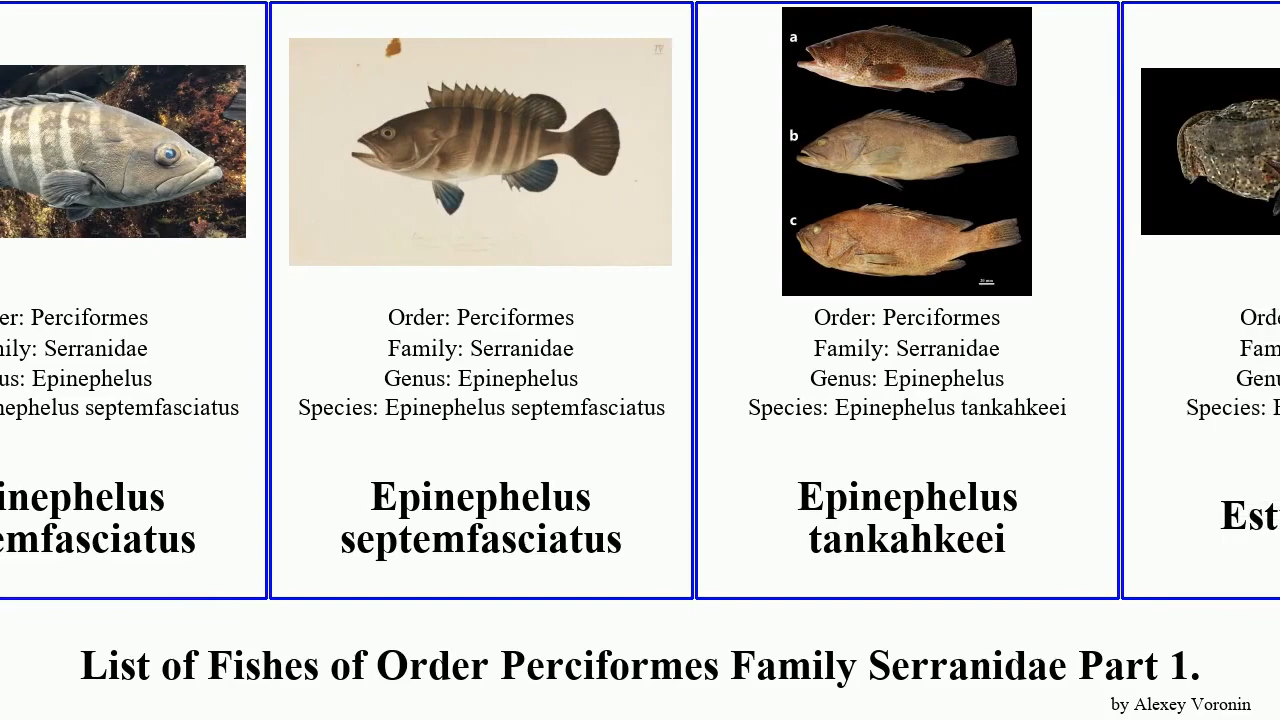 a
b
c
er: Perciformes
Order: Perciformes
Order: Perciformes
Orde
nily: Serranidae
Family: Serranidae
Family: Serranidae
Fam
us: Epinephelus
Genus: Epinephelus
Genus: Epinephelus
Genu
nephelus septemfasciatus
Species: Epinephelus septemfasciatus
Species: Epinephelus tankahkeei
Species: E
inephelus
emfasciatus
Epinephelus
septemfasciatus
Epinephelus
tankahkeei
Est
List of Fishes of Order Perciformes Family Serranidae Part 1.
by Alexey Voronin